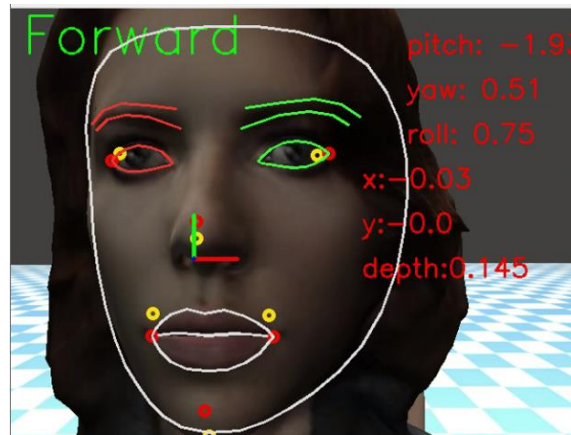 Forward
pitch: -1.9
yaw: 0.51
roll: 0.75
x:-0.03
y:-0.0
depth:0.145